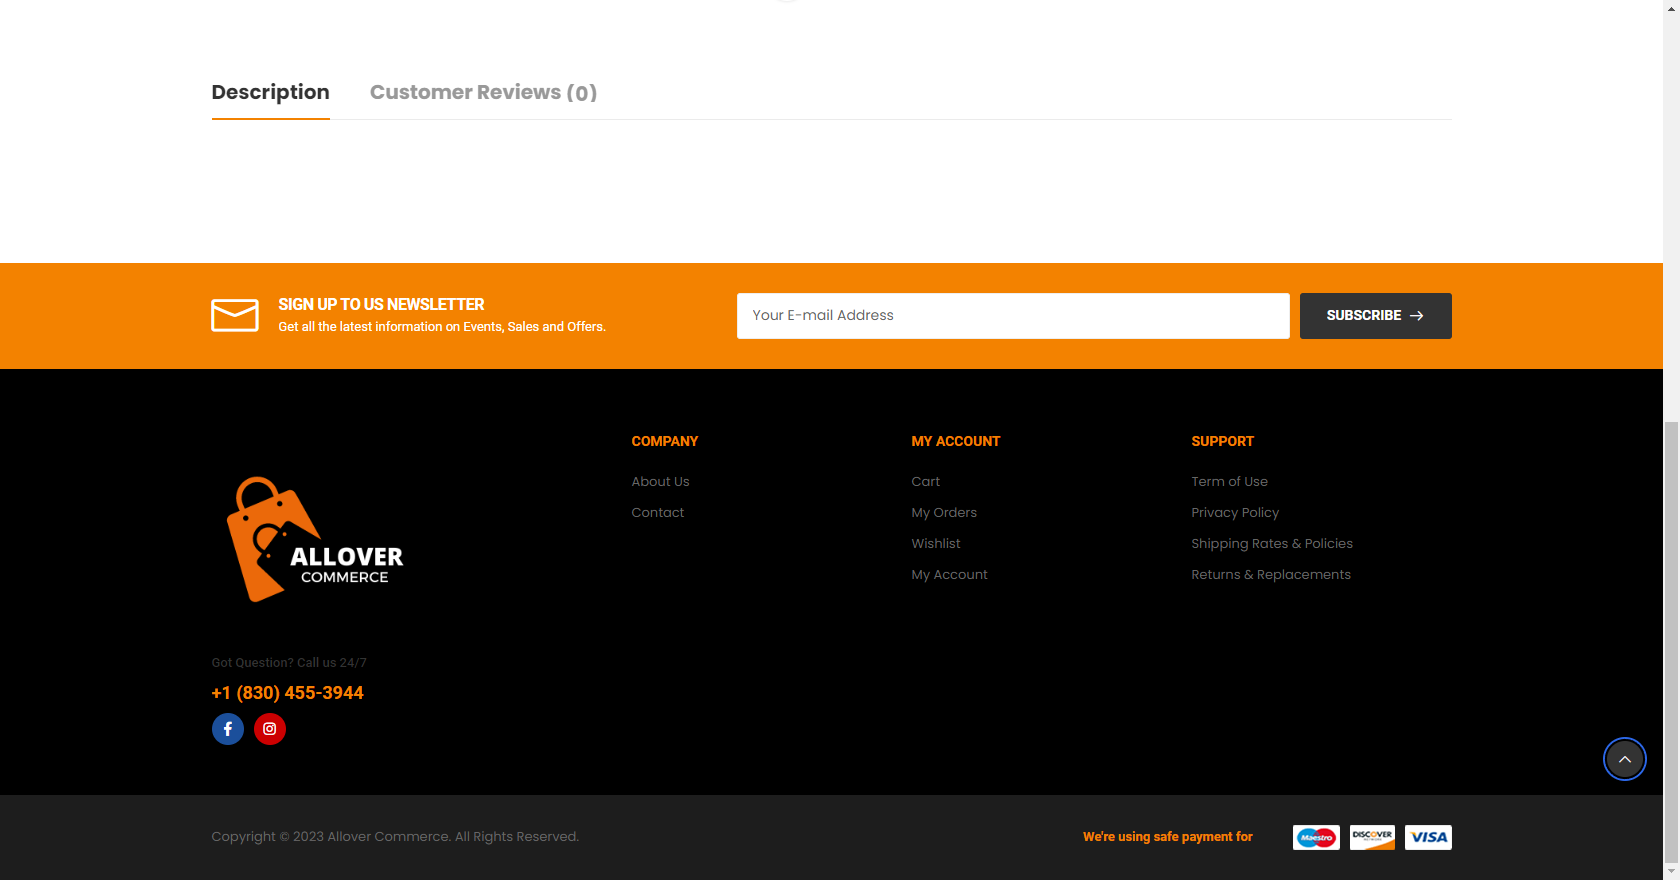 Description
Customer Reviews (0)
SIGN UP TO US NEWSLETTER
Get all the latest information on Events, Sales and Offers.
Your E-mail Address
SUBSCRIBE
ALLOVER
COMMERCE
Got Question? Call us 24/7
+1 (830) 455-3944
COMPANY
About Us
Contact
MY ACCOUNT
Cart
My Orders
Wishlist
My Account
SUPPORT
Term of Use
Privacy Policy
Shipping Rates & Policies
Returns & Replacements
Copyright © 2023 Allover Commerce. All Rights Reserved.
We're using safe payment for
Maestro
DISCOVER
VISA